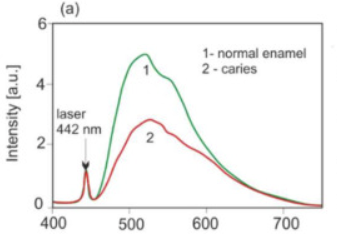 (a)
6
4
2
0
Intensity [a.u.]
1- normal enamel
2 - caries
laser
442 nm
1
2
400
500
600
700